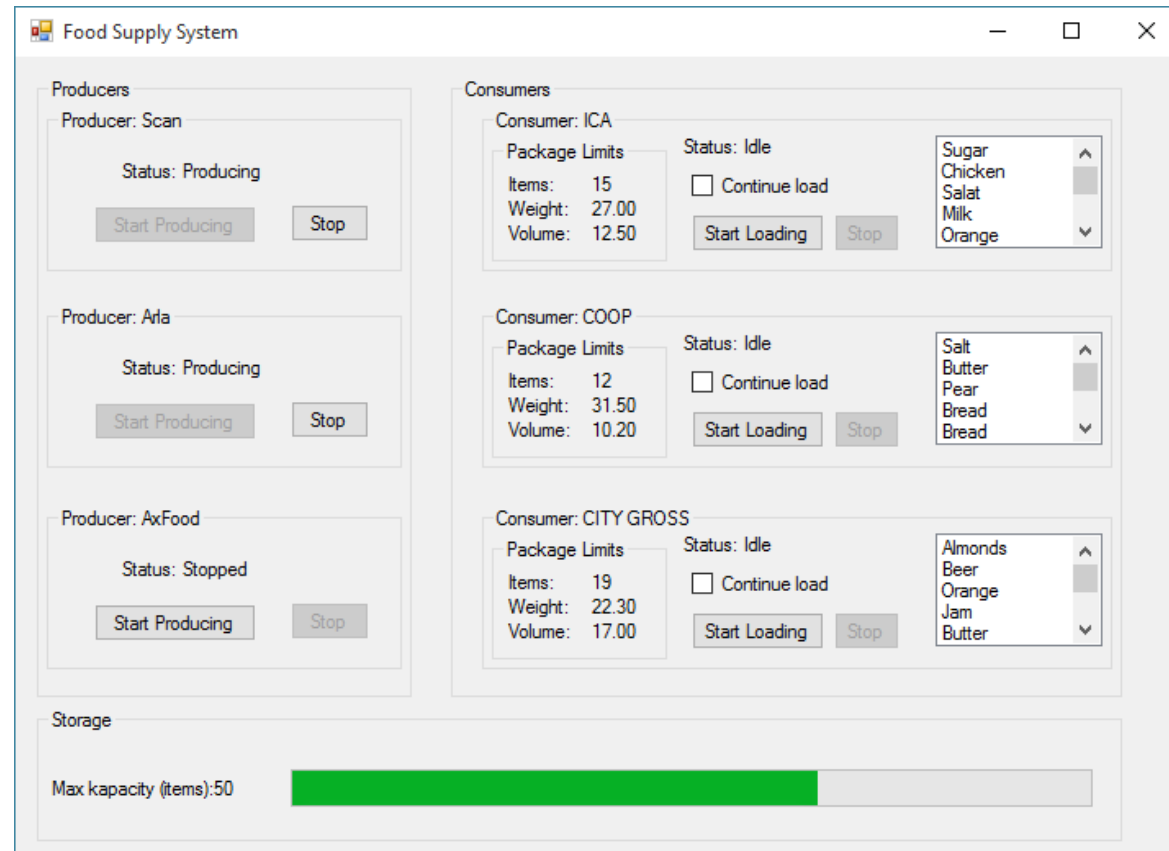 Food Supply System
Producers
Producer: Scan
Status: Producing
Start Producing Stop
Producer: Arla
Status: Producing
Start Producing Stop
Producer: AxFood
Status: Stopped
Start Producing Stop
Consumers
Consumer: ICA
Package Limits
Items: 15
Weight: 27.00
Volume: 12.50
Status: Idle
Continue load
Start Loading Stop
Sugar
Chicken
Salat
Milk
Orange
Consumer: COOP
Package Limits
Items: 12
Weight: 31.50
Volume: 10.20
Status: Idle
Continue load
Start Loading Stop
Salt
Butter
Pear
Bread
Bread
Consumer: CITY GROSS
Package Limits
Items: 19
Weight: 22.30
Volume: 17.00
Status: Idle
Continue load
Start Loading Stop
Almonds
Beer
Orange
Jam
Butter
Storage
Max kapacity (items):50